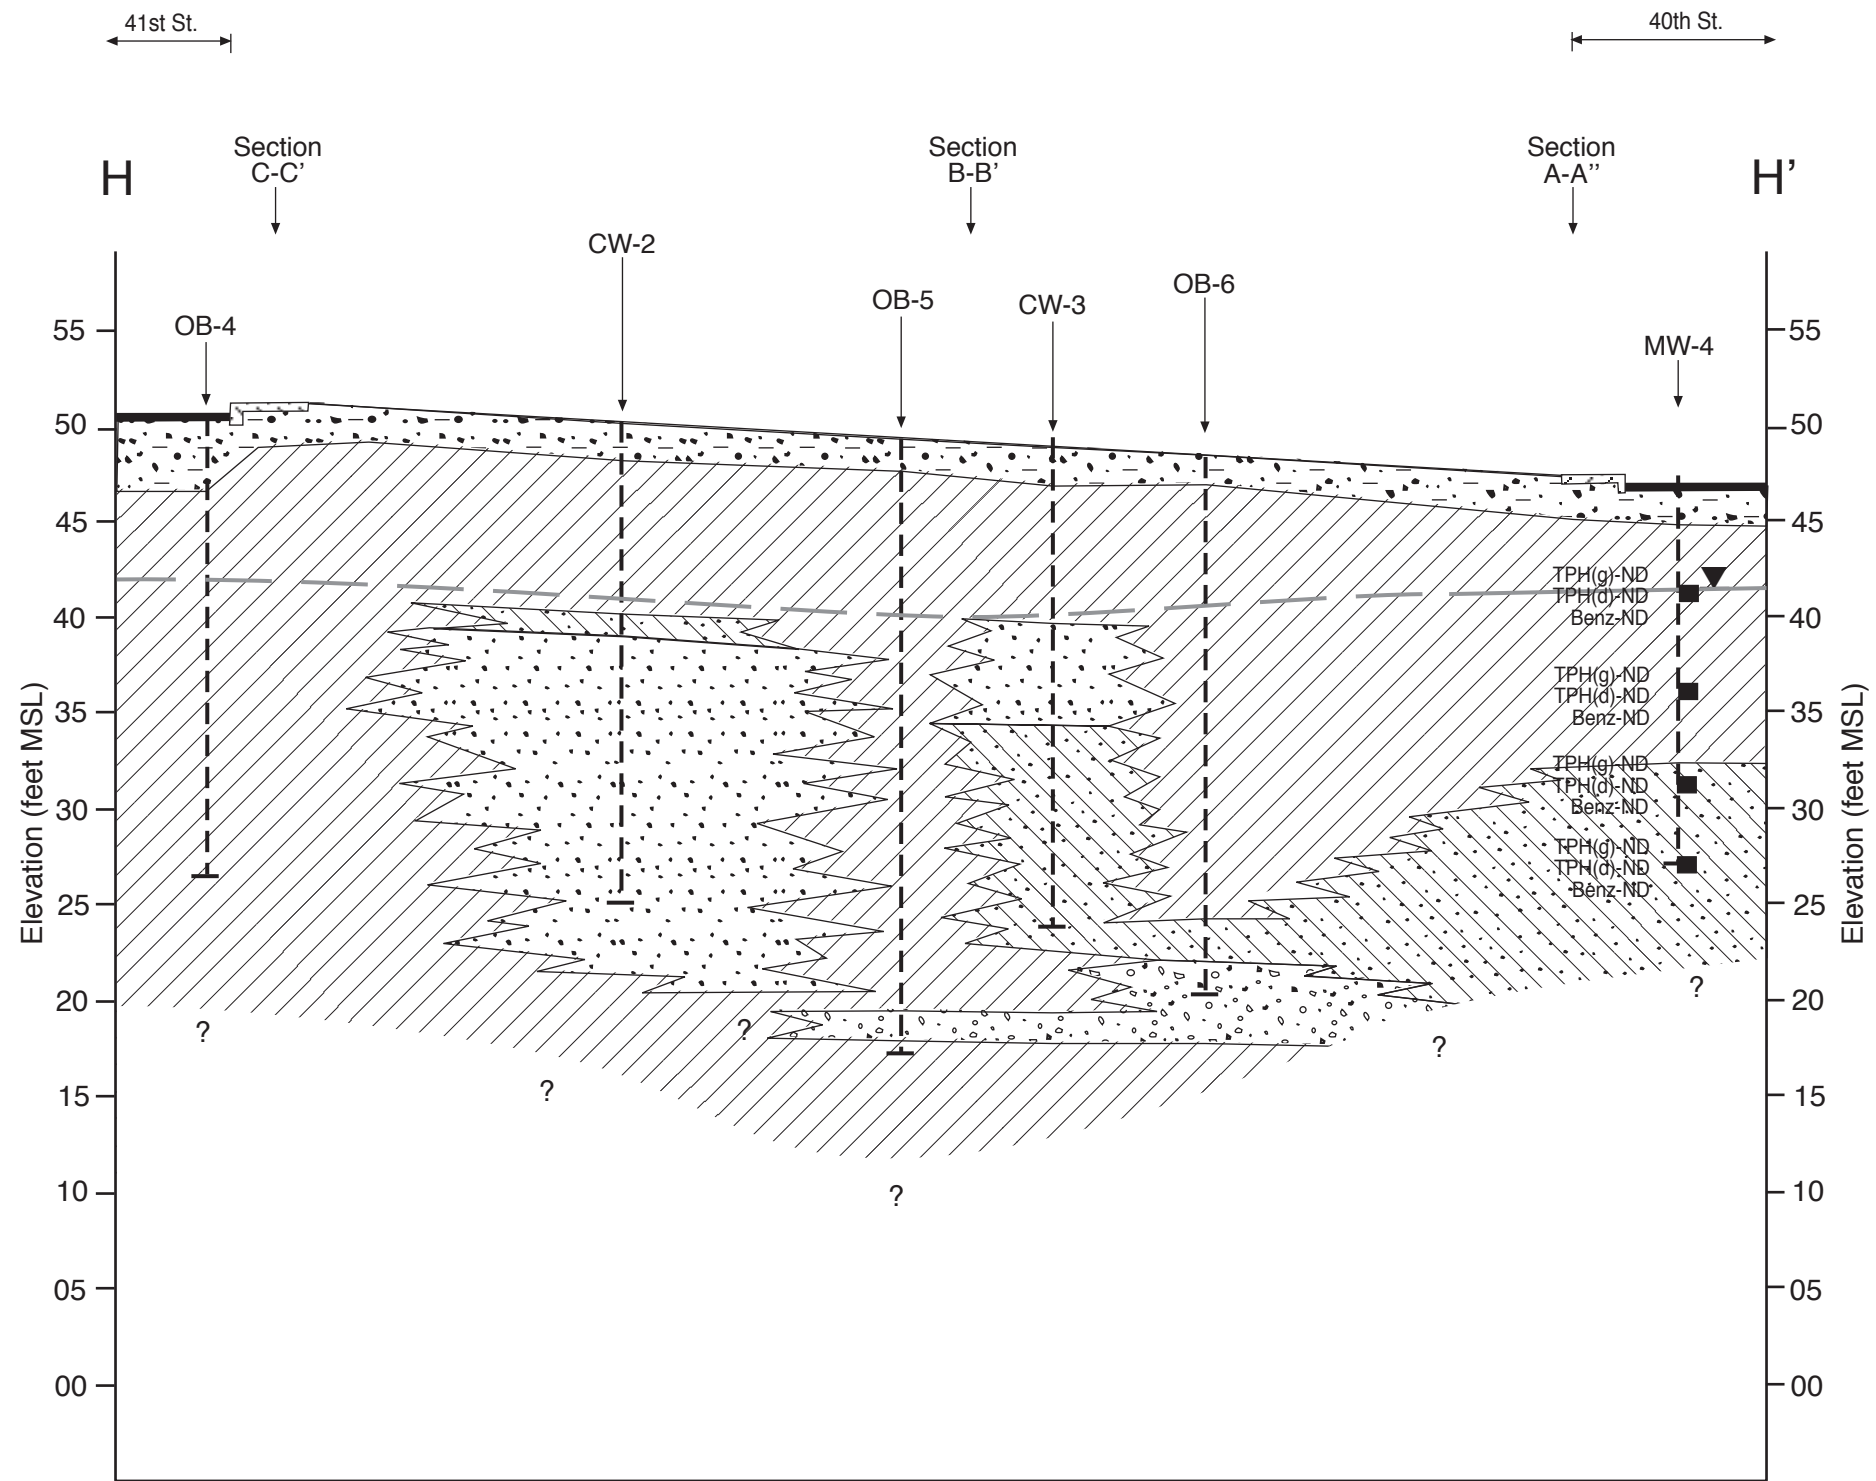 41st St.
40th St.
Section
C-C’
Section
B-B’
Section
A-A’’
H
H’
CW-2
OB-4
OB-5
CW-3
OB-6
MW-4
55
50
45
40
35
30
25
20
15
10
05
00
Elevation (feet MSL)
TPH(g)-ND
TPH(d)-ND
Benz-ND
TPH(g)-ND
TPH(d)-ND
Benz-ND
TPH(g)-ND
TPH(d)-ND
Benz-ND
TPH(g)-ND
TPH(d)-ND
Benz-ND
?
?
?
?
?
?
55
50
45
40
35
30
25
20
15
10
05
00
Elevation (feet MSL)